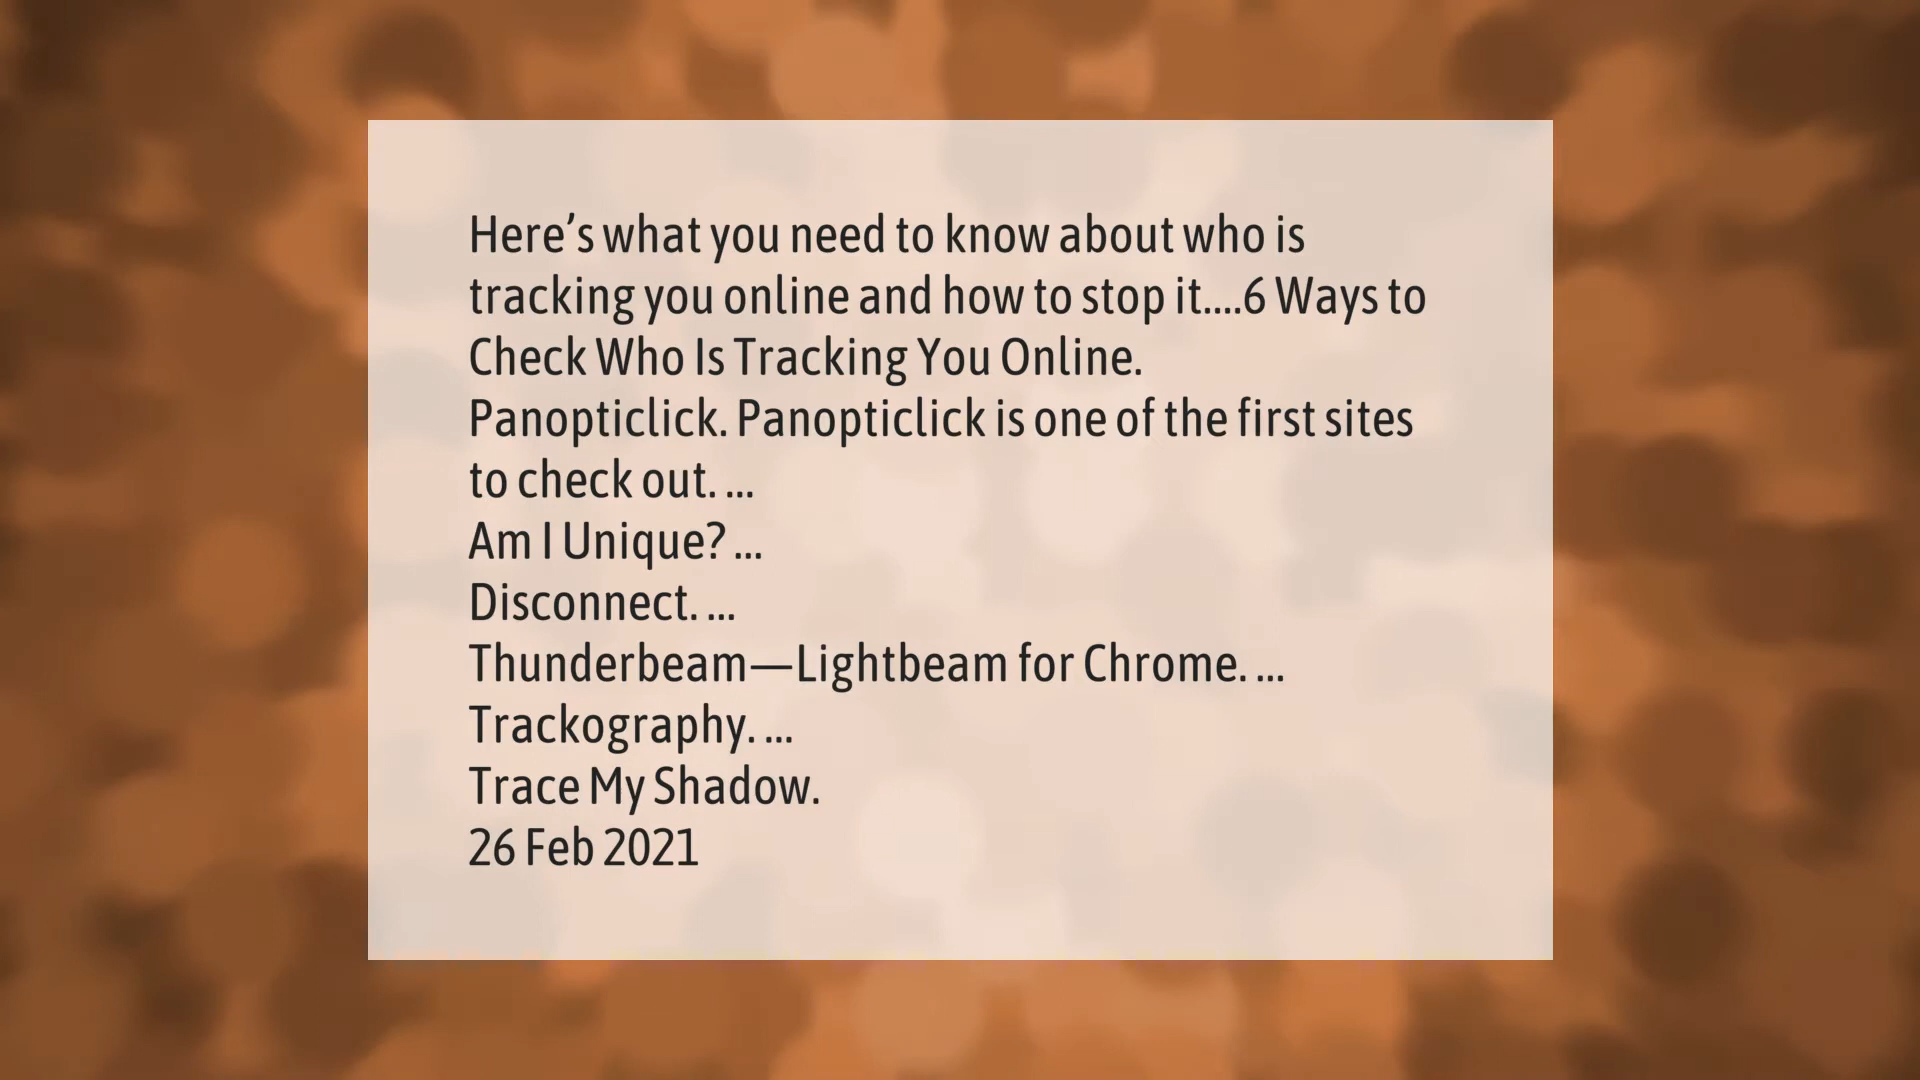 Here’s what you need to know about who is
tracking you online and how to stop it....6 Ways to
Check Who Is Tracking You Online.
Panopticlick. Panopticlick is one of the first sites
to check out. ...
Am I Unique? ...
Disconnect. ...
Thunderbeam—Lightbeam for Chrome. ...
Trackography. ...
Trace My Shadow.
26 Feb 2021